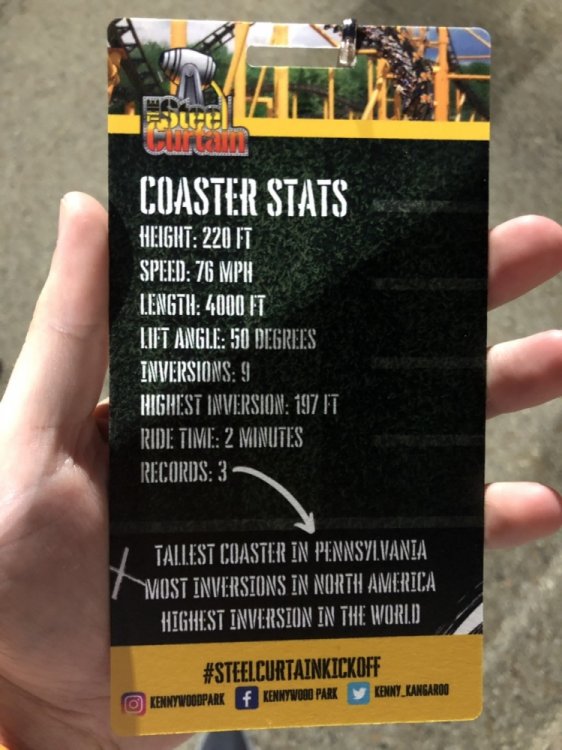 THE
Steel
Curtain
COASTER STATS
HEIGHT: 220 FT
SPEED: 76 MPH
LENGTH: 4000 FT
LIFT ANGLE: 50 DEGREES
INVERSIONS: 9
HIGHEST INVERSION: 197 FT
RIDE TIME: 2 MINUTES
RECORDS: 3
TALLEST COASTER IN PENNSYLVANIA
MOST INVERSIONS IN NORTH AMERICA
HIGHEST INVERSION IN THE WORLD
#STEELCURTAINKICKOFF
KENNYWOODPARK KENNYWOOD PARK KENNY_KANGAROO